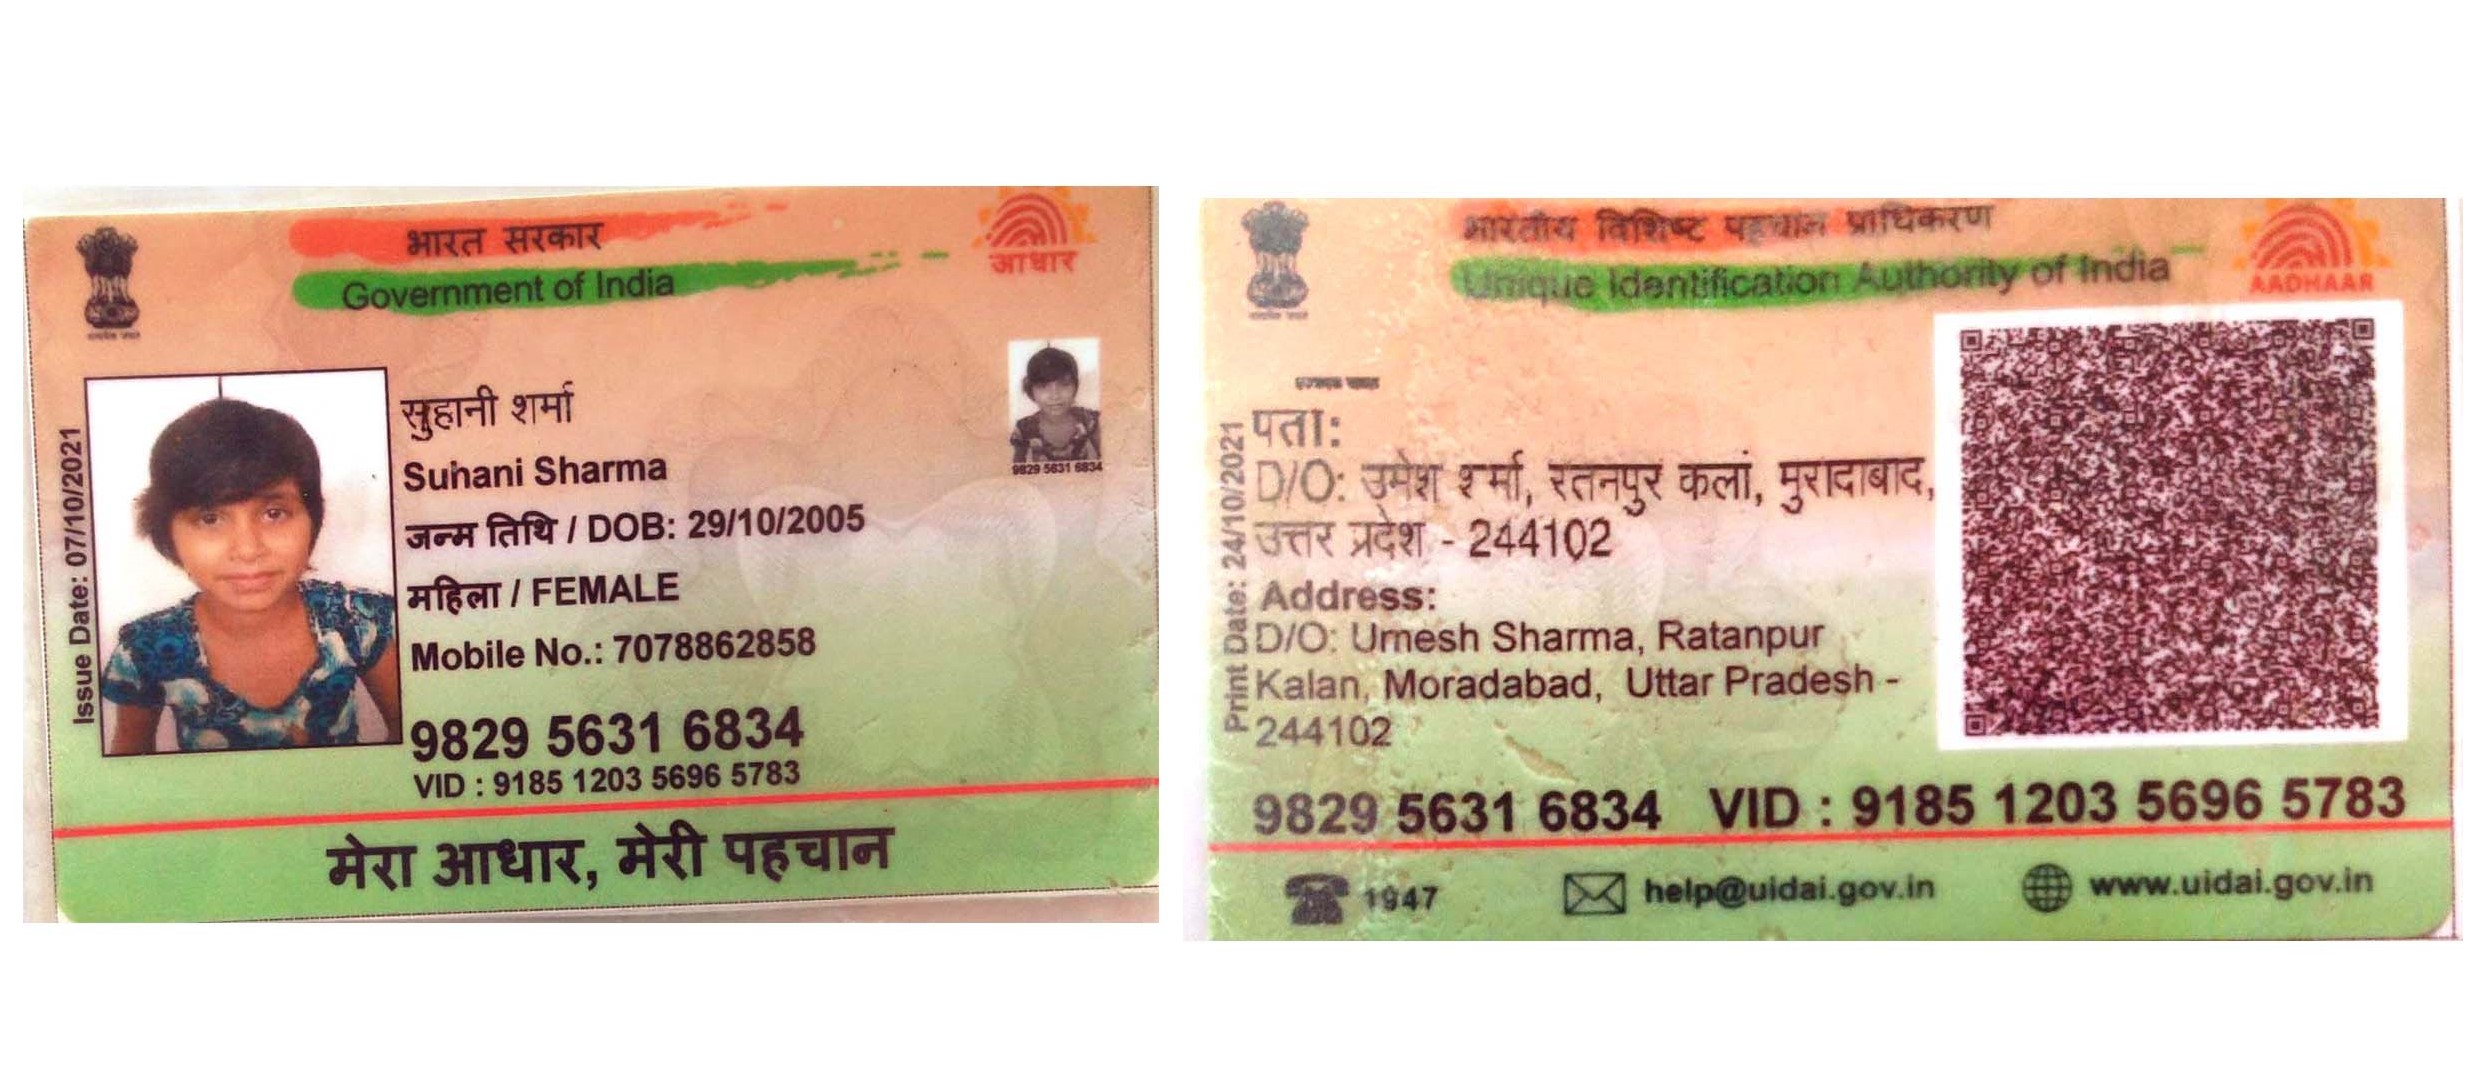 भारत सरकार
Government of India
आधार
Issue Date: 07/10/2021
सुहानी शर्मा
Suhani Sharma
जन्म तिथि / DOB: 29/10/2005
महिला / FEMALE
Mobile No.: 7078862858
9829 5631 6834
9829 5631 6834
VID : 9185 1203 5696 5783
मेरा आधार, मेरी पहचान
भारतीय विशिष्ट पहचान प्राधिकरण
Unique Identification Authority of India
AADHAAR
Print Date: 24/10/2021
पता:
D/O: उमेश शर्मा, रतनपुर कलां, मुरादाबाद,
उत्तर प्रदेश - 244102
Address:
D/O: Umesh Sharma, Ratanpur
Kalan, Moradabad, Uttar Pradesh -
244102
9829 5631 6834 VID : 9185 1203 5696 5783
1947 help@uidai.gov.in www.uidai.gov.in